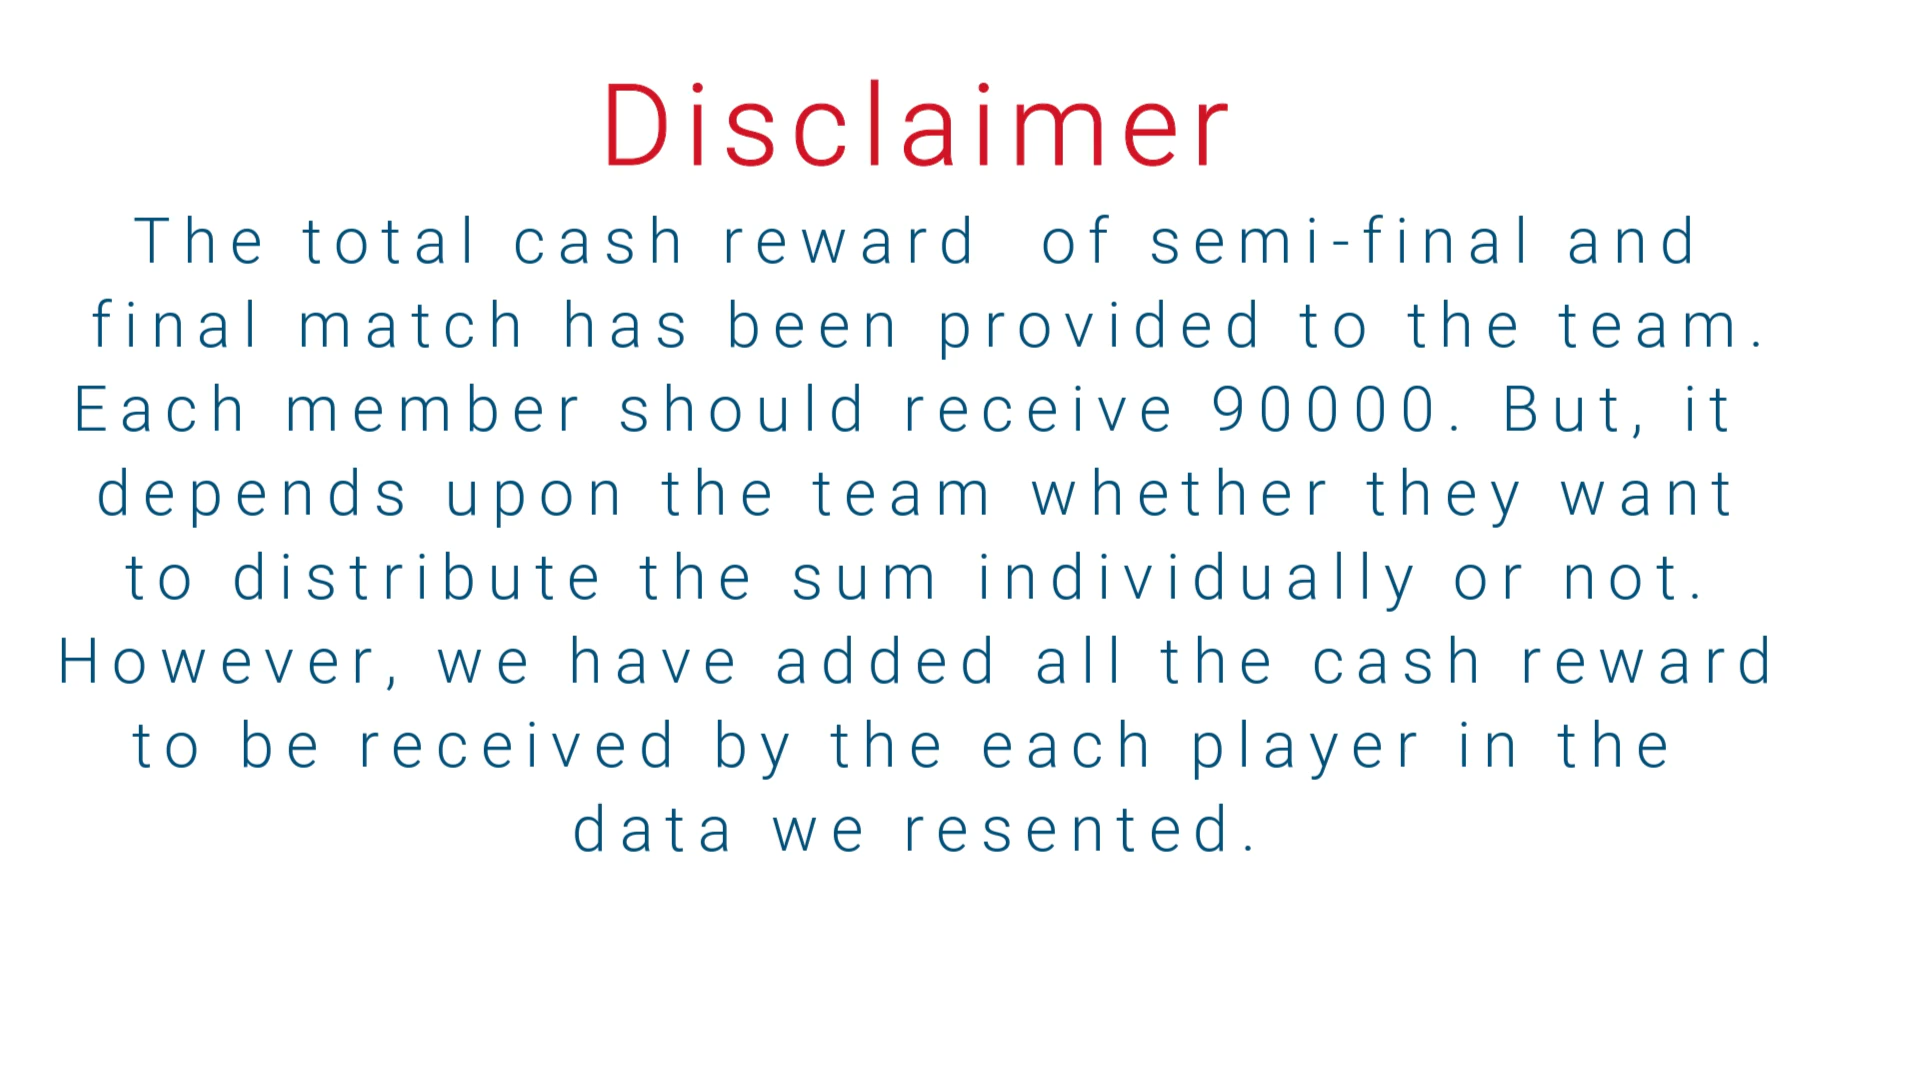 Disclaimer
The total cash reward  of semi-final and
final match has been provided to the team.
Each member should receive 90000. But, it
depends upon the team whether they want
to distribute the sum individually or not.
However, we have added all the cash reward
to be received by the each player in the
data we resented.